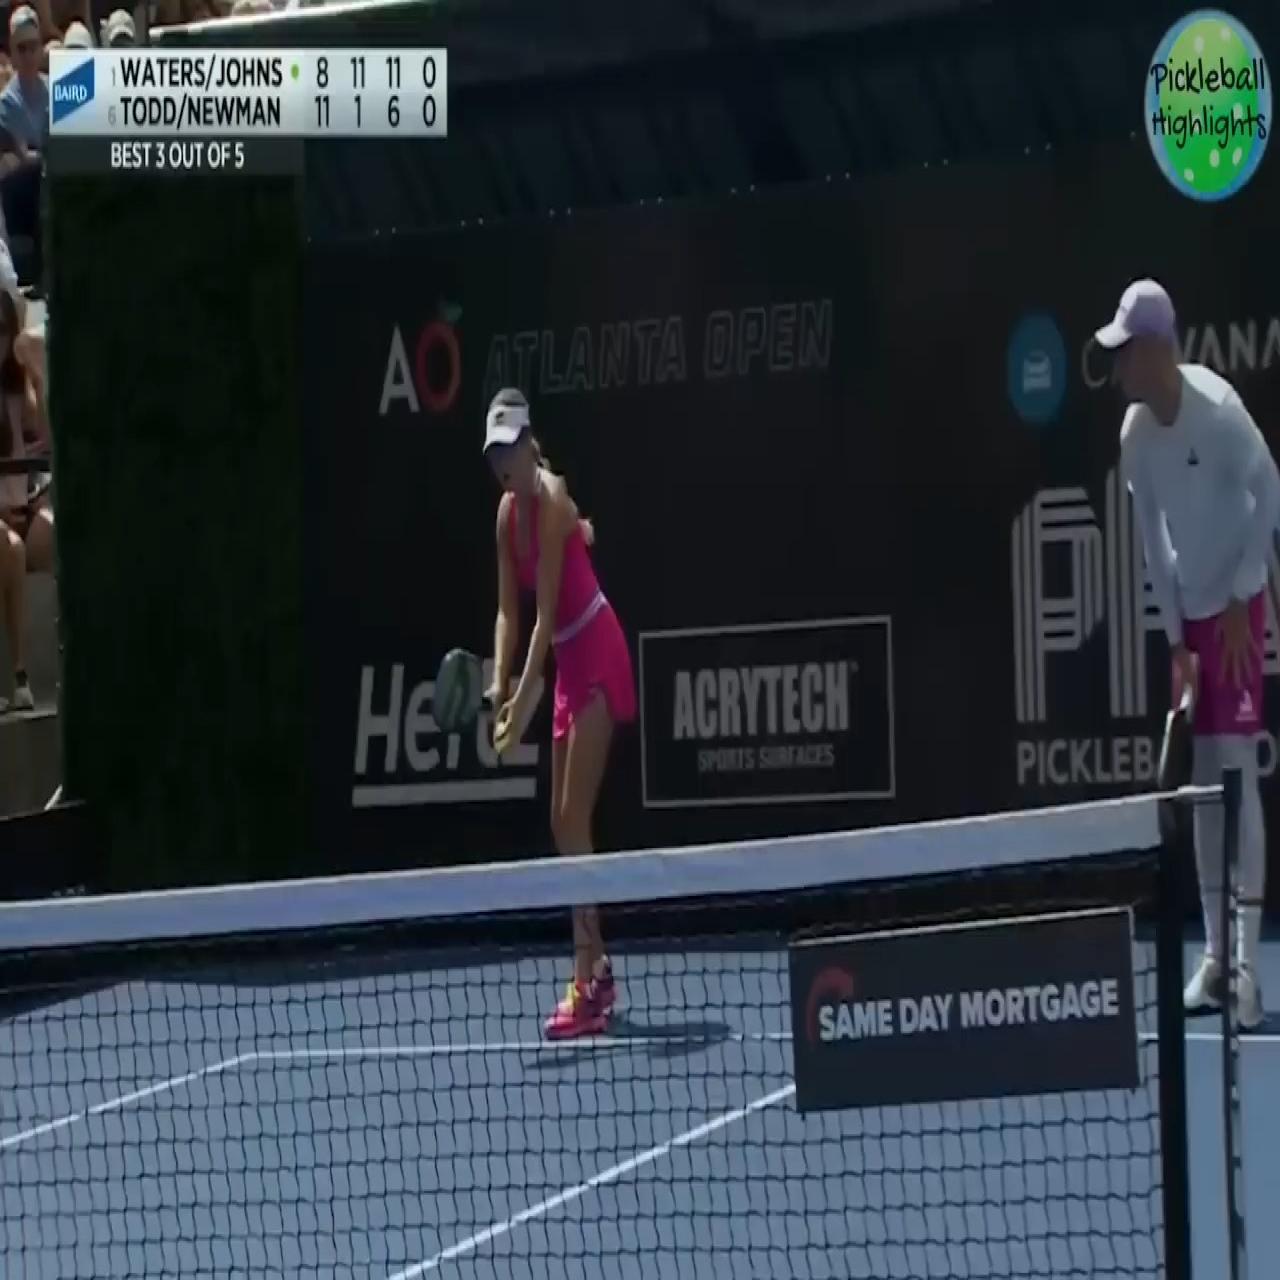 BAIRD
1 WATERS/JOHNS 8 11 11 0
6 TODD/NEWMAN 11 1 6 0
BEST 3 OUT OF 5
Pickleball
Highlights
AO ATLANTA OPEN
Hertz
ACRYTECH
SPORTS SURFACES
SAME DAY MORTGAGE